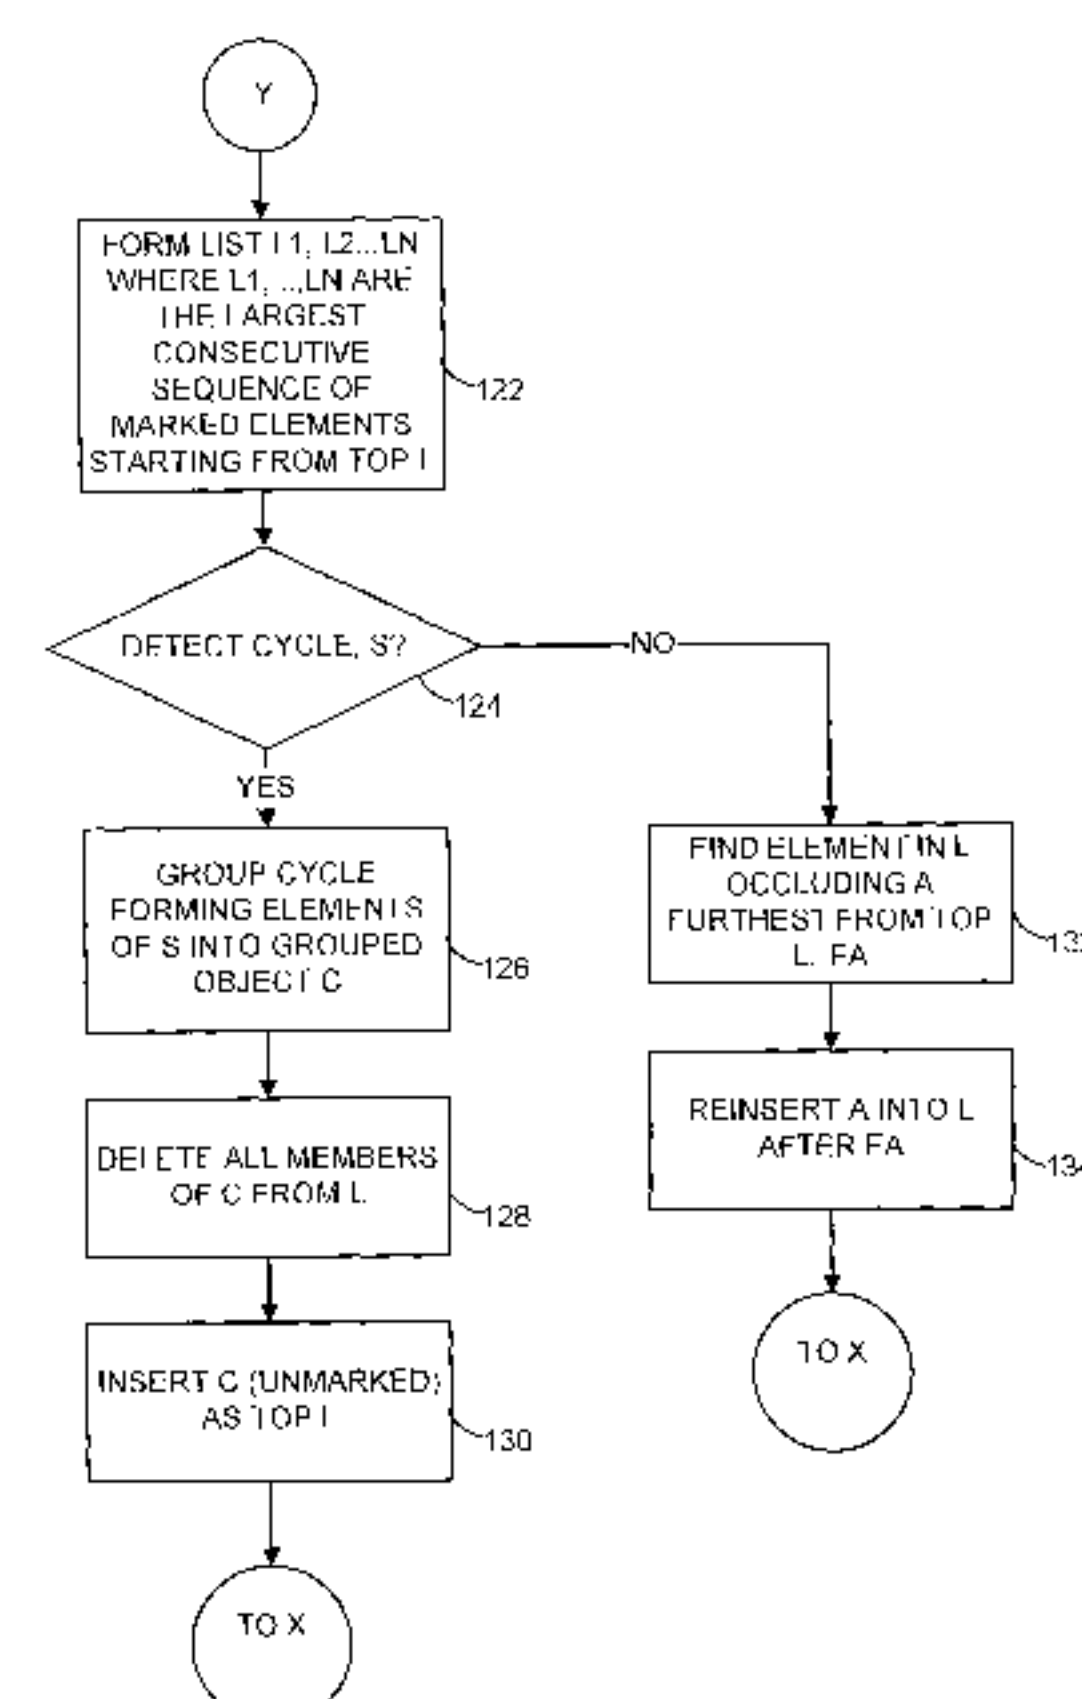 Y
FORM LIST L1, L2...LN
WHERE L1, ...,LN ARE
THE LARGEST
CONSECUTIVE
SEQUENCE OF
MARKED ELEMENTS
STARTING FROM TOP L
122
DETECT CYCLE, S?
NO
124
YES
GROUP CYCLE
FORMING ELEMENTS
OF S INTO GROUPED
OBJECT C
126
FIND ELEMENT IN L
OCCLUDING A
FURTHEST FROM TOP
L, FA
DELETE ALL MEMBERS
OF C FROM L
128
REINSERT A INTO L
AFTER FA
134
INSERT C (UNMARKED)
AS TOP L
130
TO X
TO X